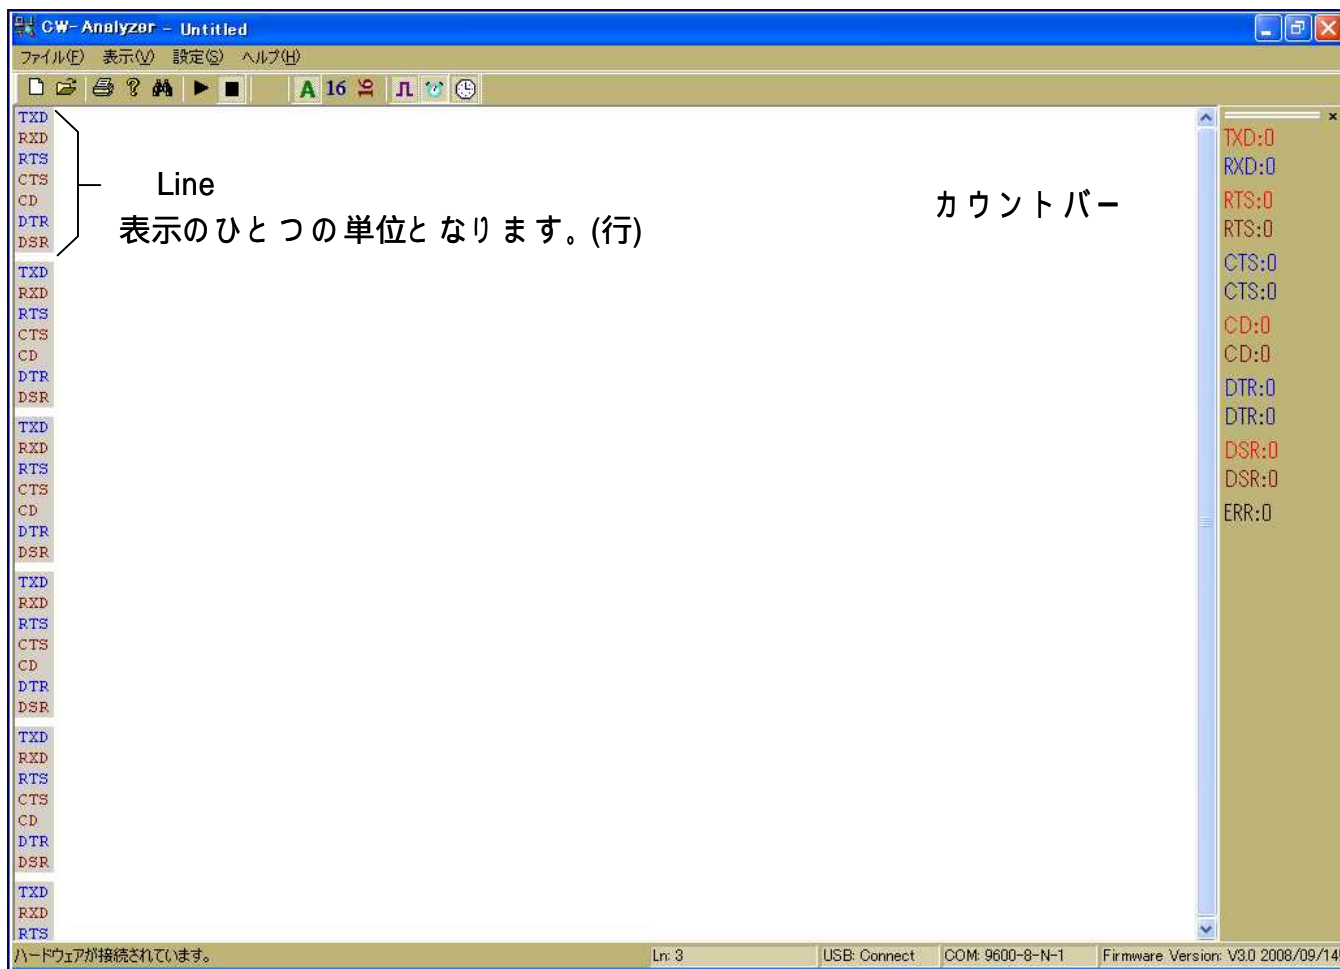 CW-Analyzer - Untitled
ファイル(F) 表示(V) 設定(S) ヘルプ(H)
A 16 10
TXD
RXD
RTS
CTS
CD
DTR
DSR
Line
表示のひとつの単位となります。(行)
カウントバー
TXD
RXD
RTS
CTS
CD
DTR
DSR
TXD
RXD
RTS
CTS
CD
DTR
DSR
TXD
RXD
RTS
CTS
CD
DTR
DSR
TXD
RXD
RTS
CTS
CD
DTR
DSR
TXD
RXD
RTS
TXD:0
RXD:0
RTS:0
RTS:0
CTS:0
CTS:0
CD:0
CD:0
DTR:0
DTR:0
DSR:0
DSR:0
ERR:0
ハードウェアが接続されています。 Ln: 3 USB: Connect COM: 9600-8-N-1 Firmware Version: V3.0 2008/09/14